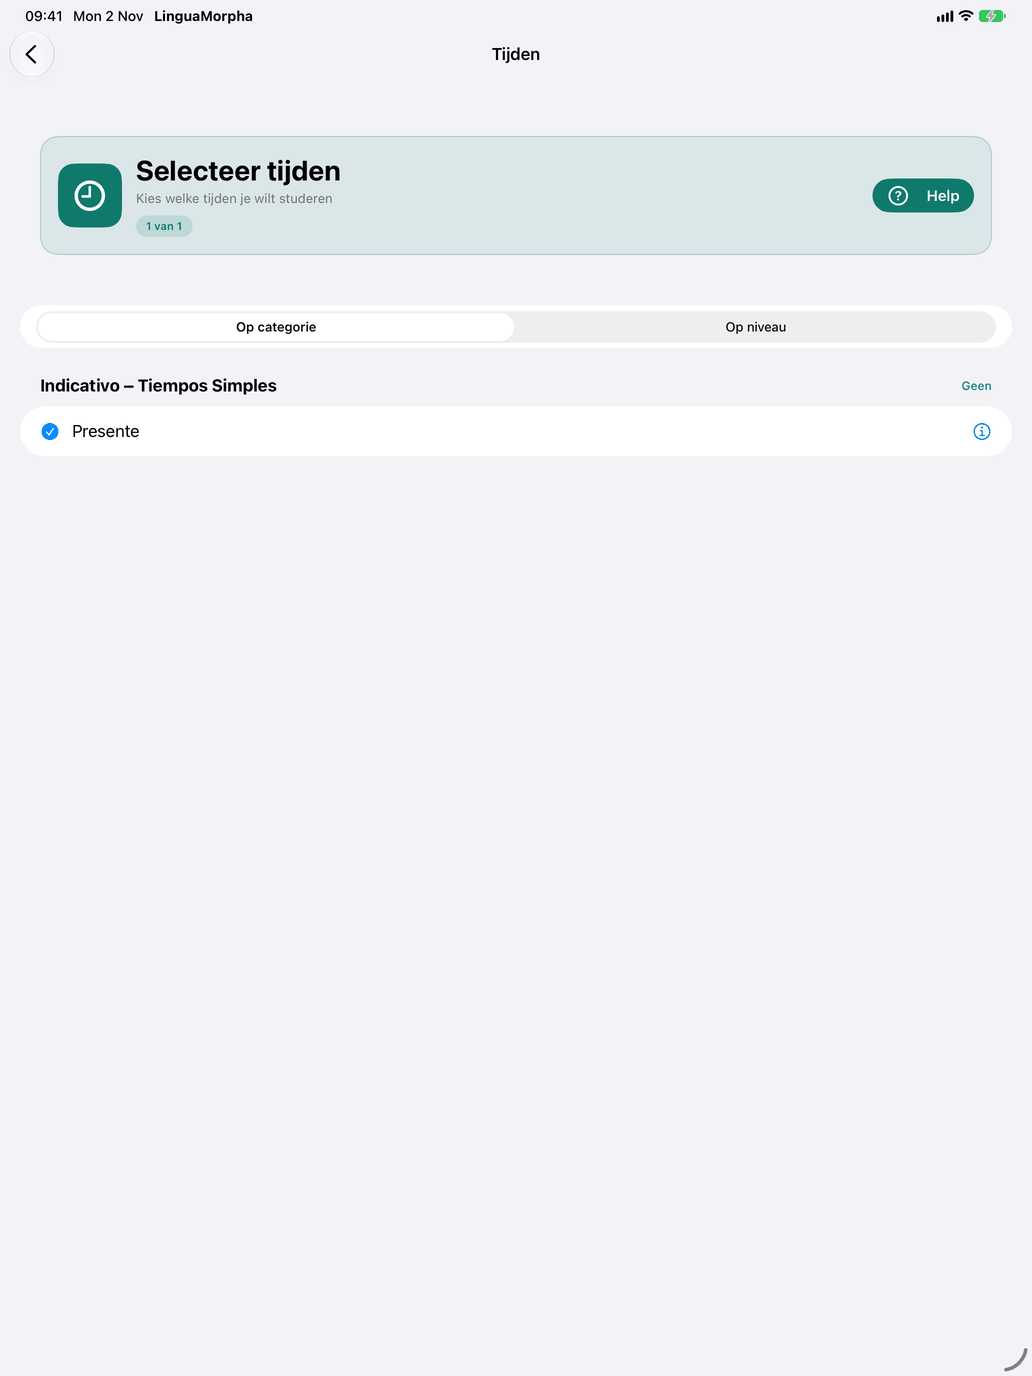 09:41 Mon 2 Nov LinguaMorpha
Tijden
Selecteer tijden
Kies welke tijden je wilt studeren
1 van 1
? Help
Op categorie
Op niveau
Indicativo – Tiempos Simples
Geen
Presente